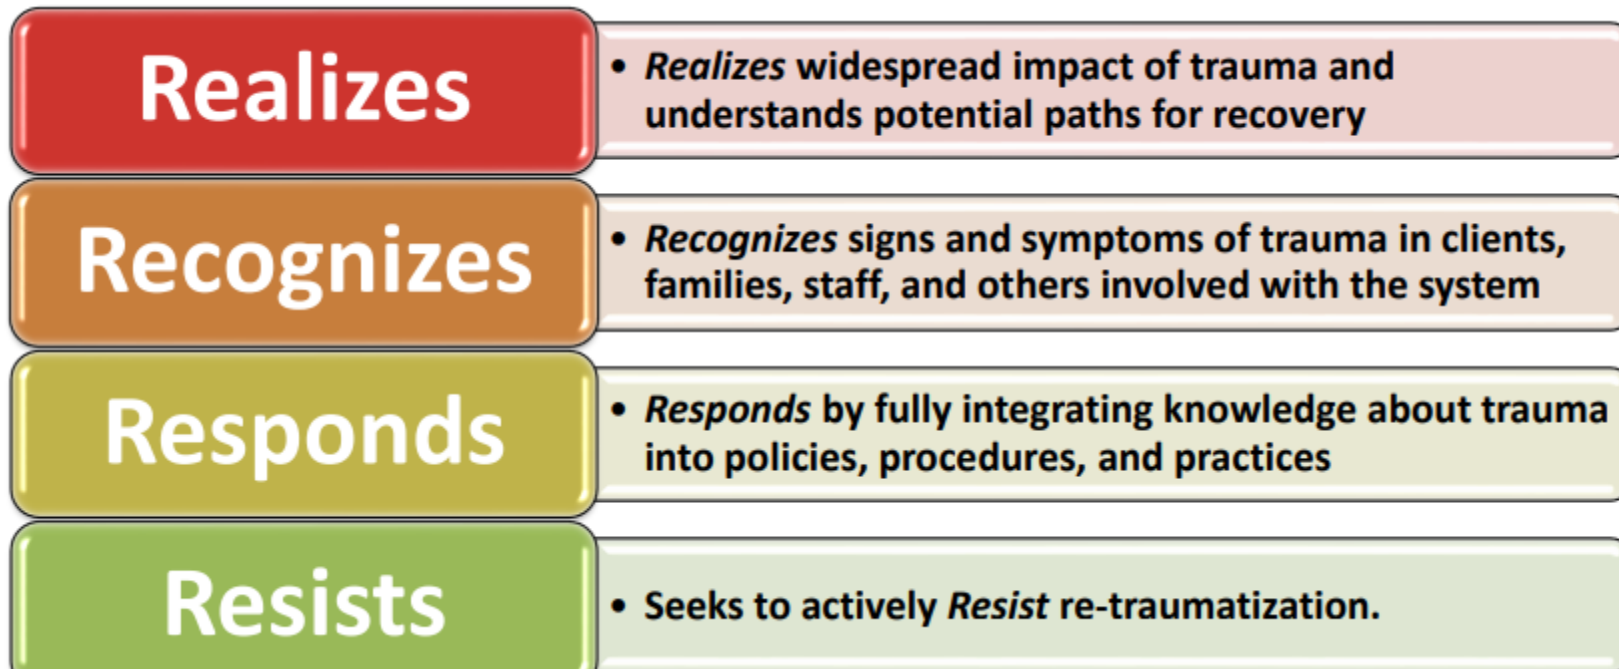 Realizes
• Realizes widespread impact of trauma and
understands potential paths for recovery
Recognizes
• Recognizes signs and symptoms of trauma in clients,
families, staff, and others involved with the system
Responds
• Responds by fully integrating knowledge about trauma
into policies, procedures, and practices
Resists
• Seeks to actively Resist re-traumatization.